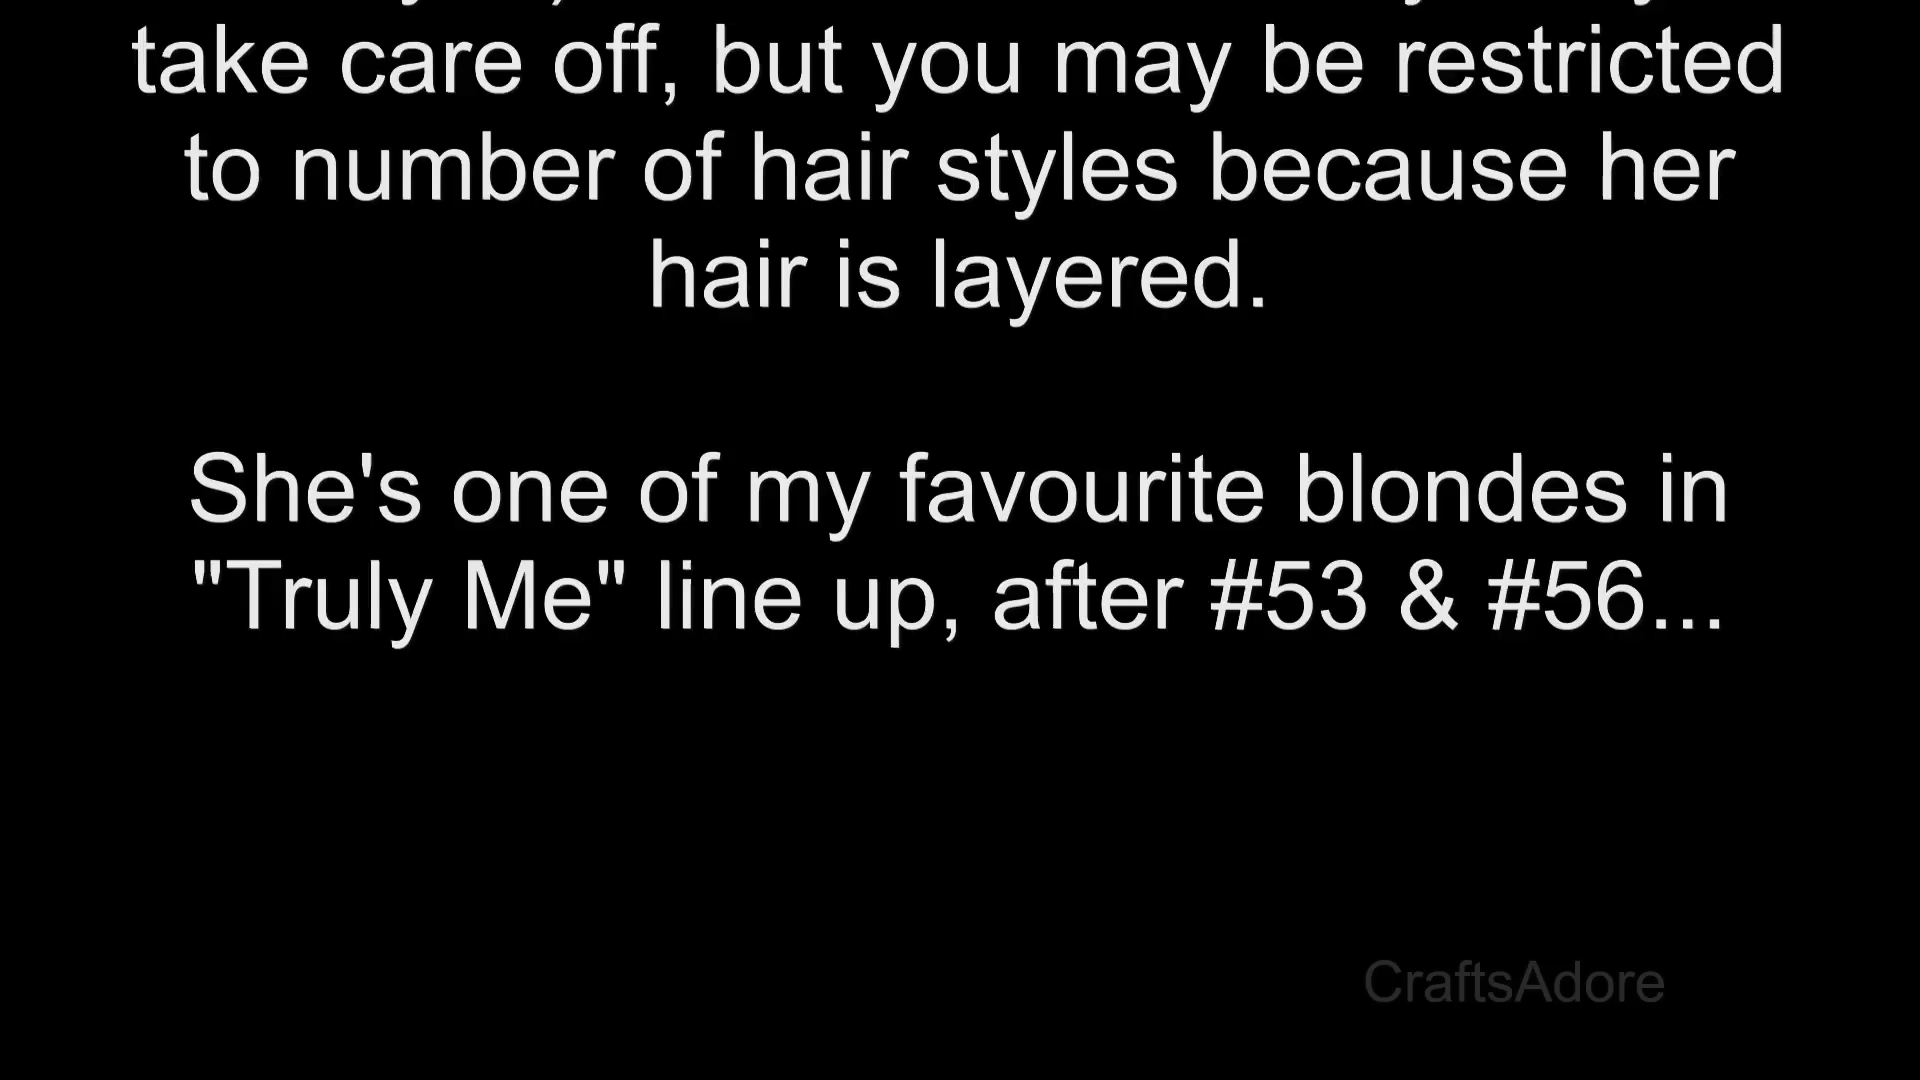 take care off, but you may be restricted
to number of hair styles because her
hair is layered.
She's one of my favourite blondes in
"Truly Me" line up, after #53 & #56...
CraftsAdore